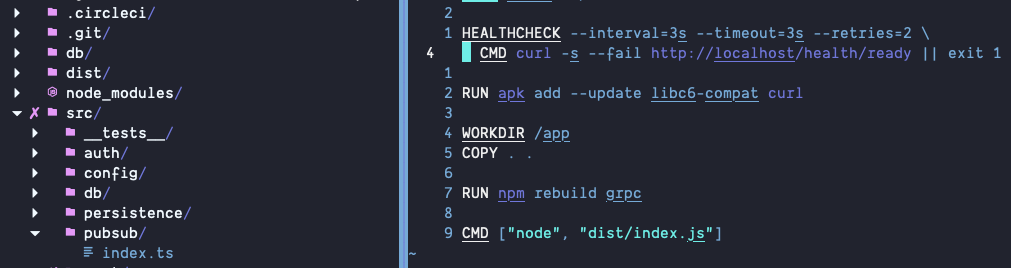 .circleci/
.git/
db/
dist/
node_modules/
✗ src/
__tests__/
auth/
config/
db/
persistence/
pubsub/
index.ts
2
1 HEALTHCHECK --interval=3s --timeout=3s --retries=2 \
4 CMD curl -s --fail http://localhost/health/ready || exit 1
1
2 RUN apk add --update libc6-compat curl
3
4 WORKDIR /app
5 COPY . .
6
7 RUN npm rebuild grpc
8
9 CMD ["node", "dist/index.js"]
~